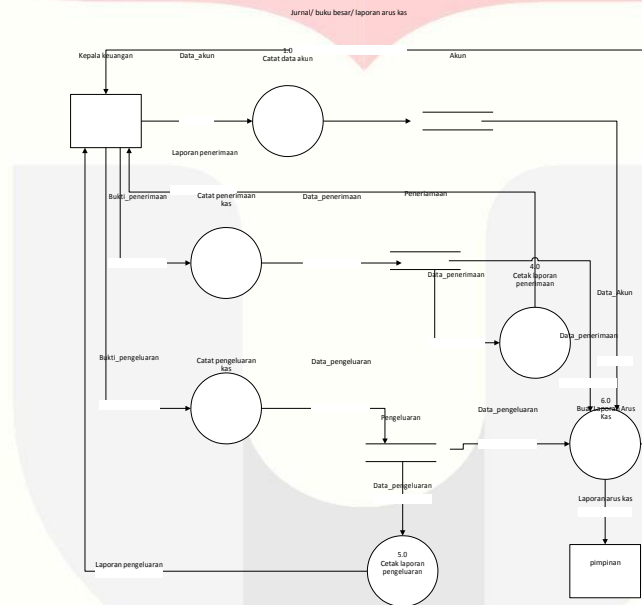 Jurnal/ buku besar/ laporan arus kas
Kepala keuangan
Data_akun
1.0
Catat data akun
Akun
Laporan penerimaan
Bukti_penerimaan
Catat penerimaan
kas
Data_penerimaan
Peneriamaan
Data_penerimaan
4.0
Cetak laporan
penerimaan
Data_Akun
Data_penerimaan
Bukti_pengeluaran
Catat pengeluaran
kas
Data_pengeluaran
Pengeluaran
Data_pengeluaran
6.0
Buat Laporan Arus
Kas
Data_pengeluaran
Laporan arus kas
5.0
Cetak laporan
pengeluaran
Laporan pengeluaran
pimpinan